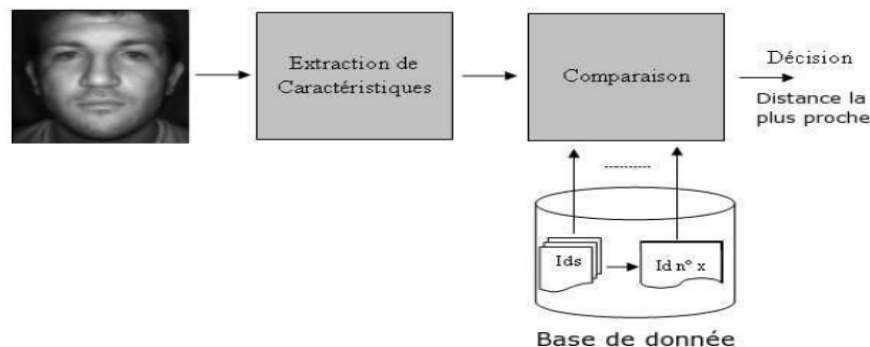 Extraction de
Caractéristiques
Comparaison
Décision
Distance la
plus proche
Ids
Id n° x
Base de donnée